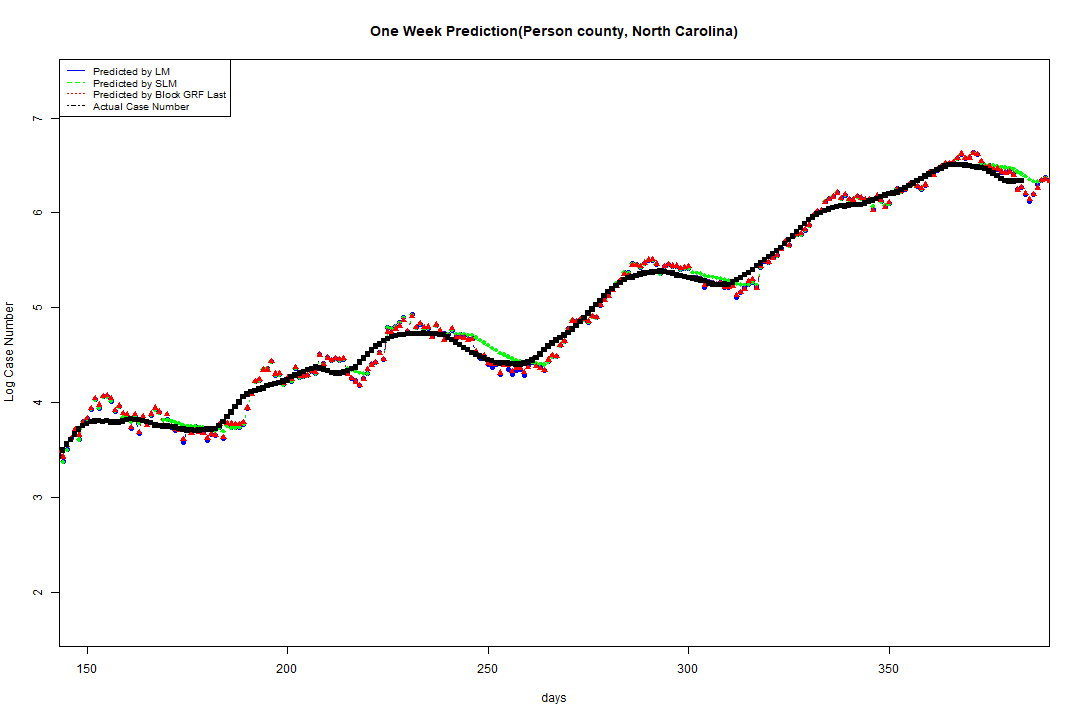 One Week Prediction(Person county, North Carolina)
Predicted by LM
Predicted by SLM
Predicted by Block GRF Last
Actual Case Number
7
6
5
4
3
2
Log Case Number
150 200 250 300 350
days